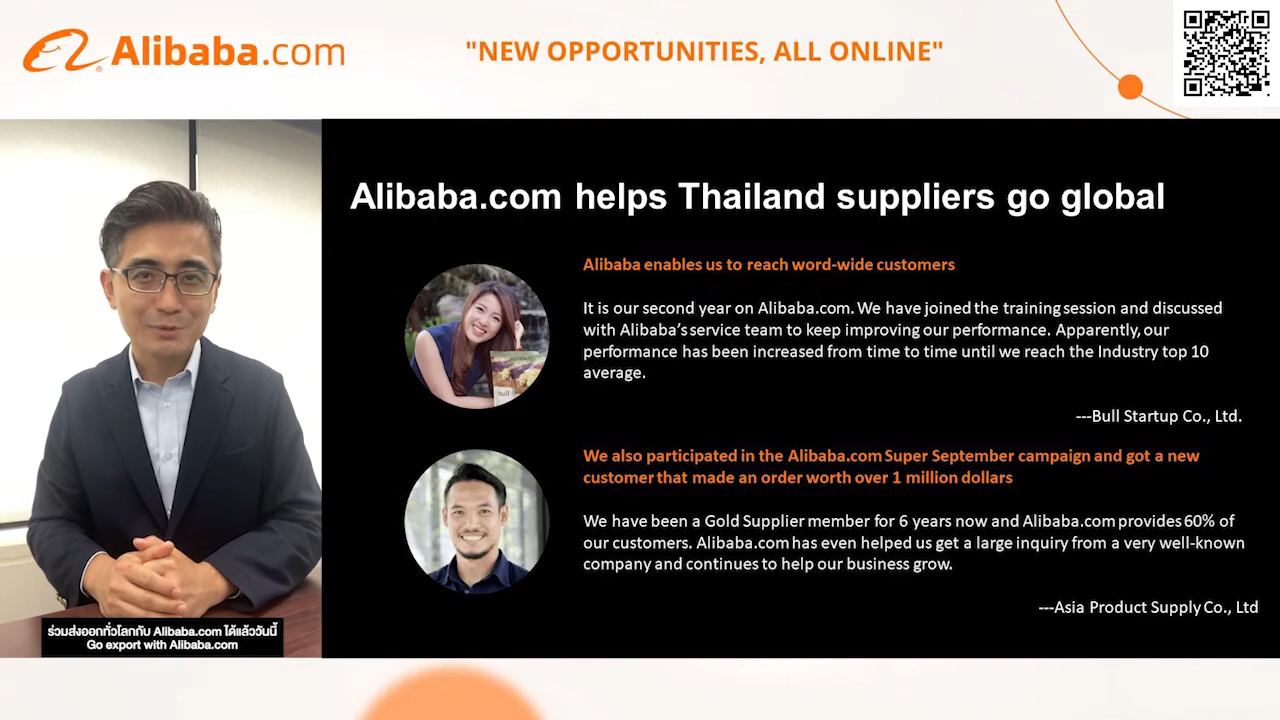 Alibaba.com
"NEW OPPORTUNITIES, ALL ONLINE"
Alibaba.com helps Thailand suppliers go global
Alibaba enables us to reach word-wide customers
It is our second year on Alibaba.com. We have joined the training session and discussed
with Alibaba's service team to keep improving our performance. Apparently, our
performance has been increased from time to time until we reach the Industry top 10
average.
---Bull Startup Co., Ltd.
We also participated in the Alibaba.com Super September campaign and got a new
customer that made an order worth over 1 million dollars
We have been a Gold Supplier member for 6 years now and Alibaba.com provides 60% of
our customers. Alibaba.com has even helped us get a large inquiry from a very well-known
company and continues to help our business grow.
---Asia Product Supply Co., Ltd
ร่วมส่งออกทั่วโลกกับ Alibaba.com ได้แล้ววันนี้
Go export with Alibaba.com